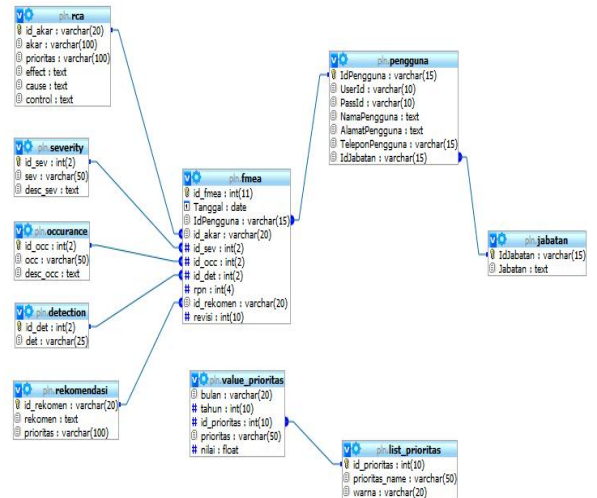 pln.rca
id_akar : varchar(20)
akar : varchar(100)
prioritas : varchar(100)
effect : text
cause : text
control : text
pln.severity
id_sev : int(2)
sev : varchar(50)
desc_sev : text
pln.occurance
id_occ : int(2)
occ : varchar(50)
desc_occ : text
pln.detection
id_det : int(2)
det : varchar(25)
pln.rekomendasi
id_rekomen : varchar(20)
rekomen : text
prioritas : varchar(100)
pln.fmea
id_fmea : int(11)
Tanggal : date
IdPengguna : varchar(15)
id_akar : varchar(20)
id_sev : int(2)
id_occ : int(2)
id_det : int(2)
rpn : int(4)
id_rekomen : varchar(20)
revisi : int(10)
pln.value_prioritas
bulan : varchar(20)
tahun : int(10)
id_prioritas : int(10)
prioritas : varchar(50)
nilai : float
pln.pengguna
IdPengguna : varchar(15)
UserId : varchar(10)
PassId : varchar(10)
NamaPengguna : text
AlamatPengguna : text
TeleponPengguna : varchar(15)
IdJabatan : varchar(15)
pln.jabatan
IdJabatan : varchar(15)
Jabatan : text
pln.list_prioritas
id_prioritas : int(10)
prioritas_name : varchar(50)
warna : varchar(20)